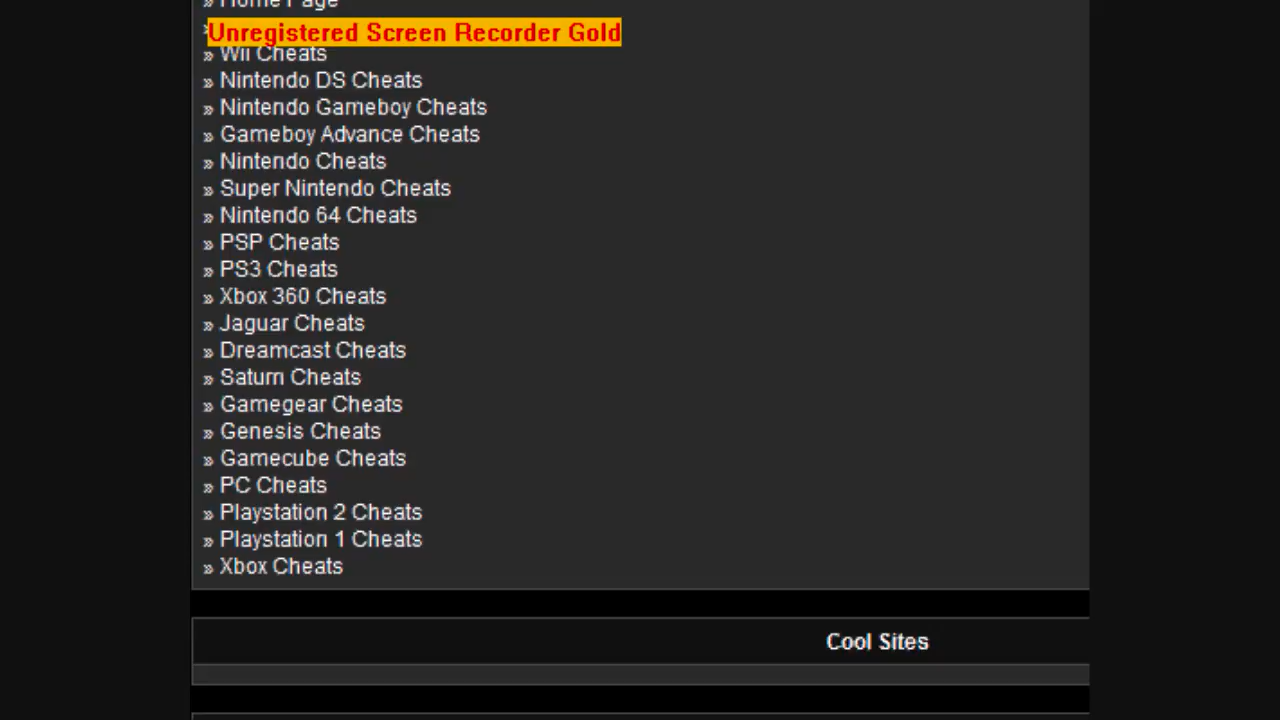 » Home Page
Unregistered Screen Recorder Gold
» Wii Cheats
» Nintendo DS Cheats
» Nintendo Gameboy Cheats
» Gameboy Advance Cheats
» Nintendo Cheats
» Super Nintendo Cheats
» Nintendo 64 Cheats
» PSP Cheats
» PS3 Cheats
» Xbox 360 Cheats
» Jaguar Cheats
» Dreamcast Cheats
» Saturn Cheats
» Gamegear Cheats
» Genesis Cheats
» Gamecube Cheats
» PC Cheats
» Playstation 2 Cheats
» Playstation 1 Cheats
» Xbox Cheats
Cool Sites